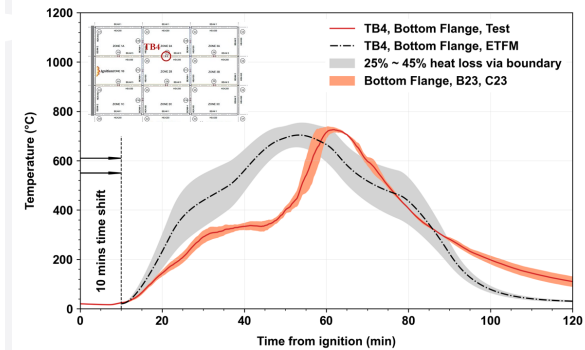 1200
1000
800
600
400
200
0
Temperature (°C)
TB4
10 mins time shift
TB4, Bottom Flange, Test
TB4, Bottom Flange, ETFM
25% ~ 45% heat loss via boundary
Bottom Flange, B23, C23
0 20 40 60 80 100 120
Time from ignition (min)